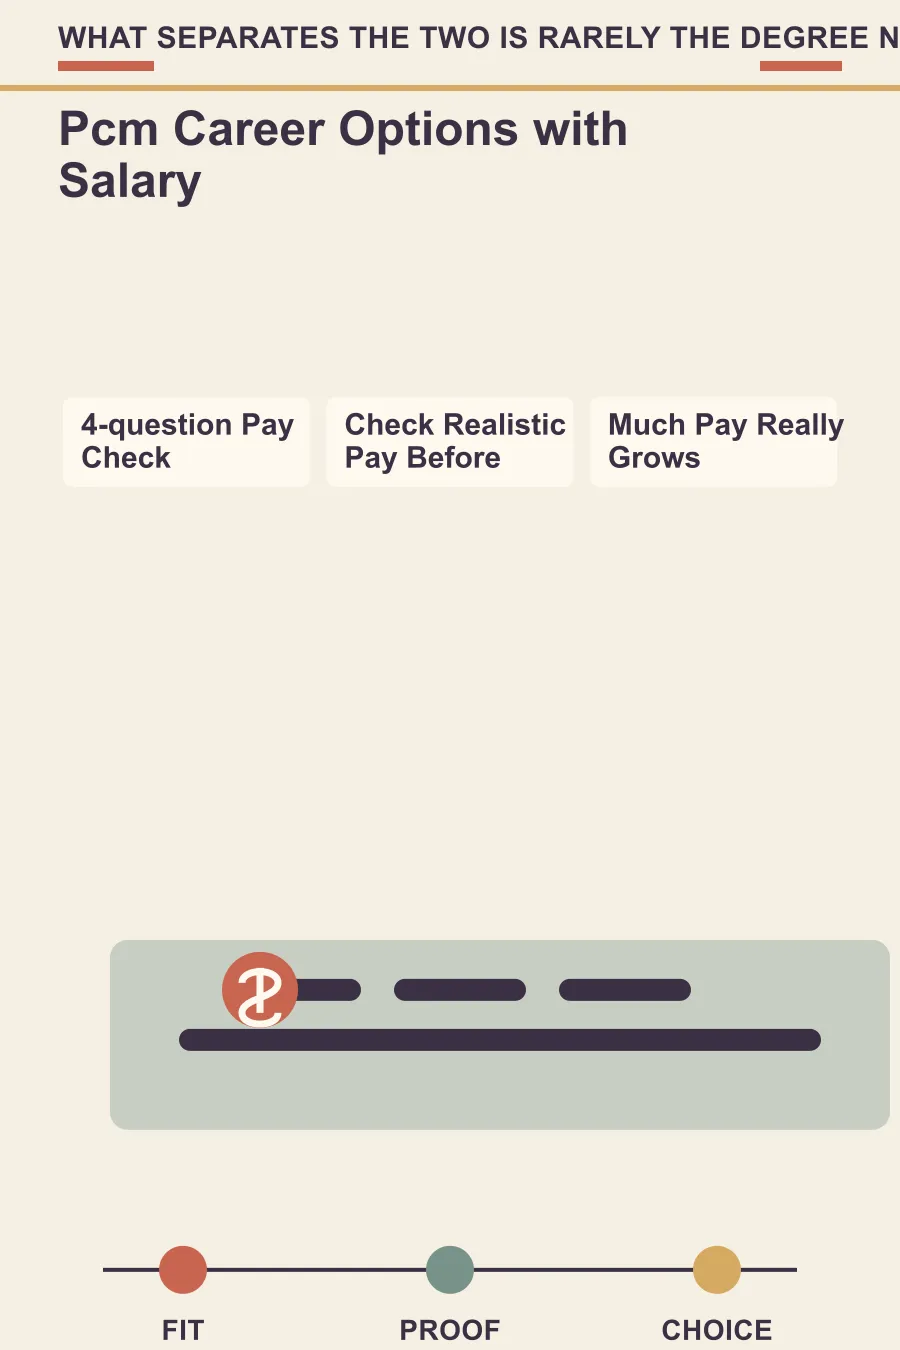 WHAT SEPARATES THE TWO IS RARELY THE DEGREE N
Pcm Career Options with
Salary
4-question Pay
Check
Check Realistic
Pay Before
Much Pay Really
Grows
FIT
PROOF
CHOICE